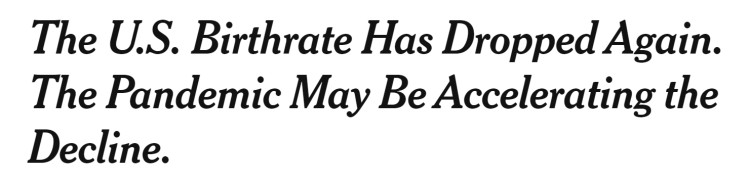 The U.S. Birthrate Has Dropped Again.
The Pandemic May Be Accelerating the
Decline.